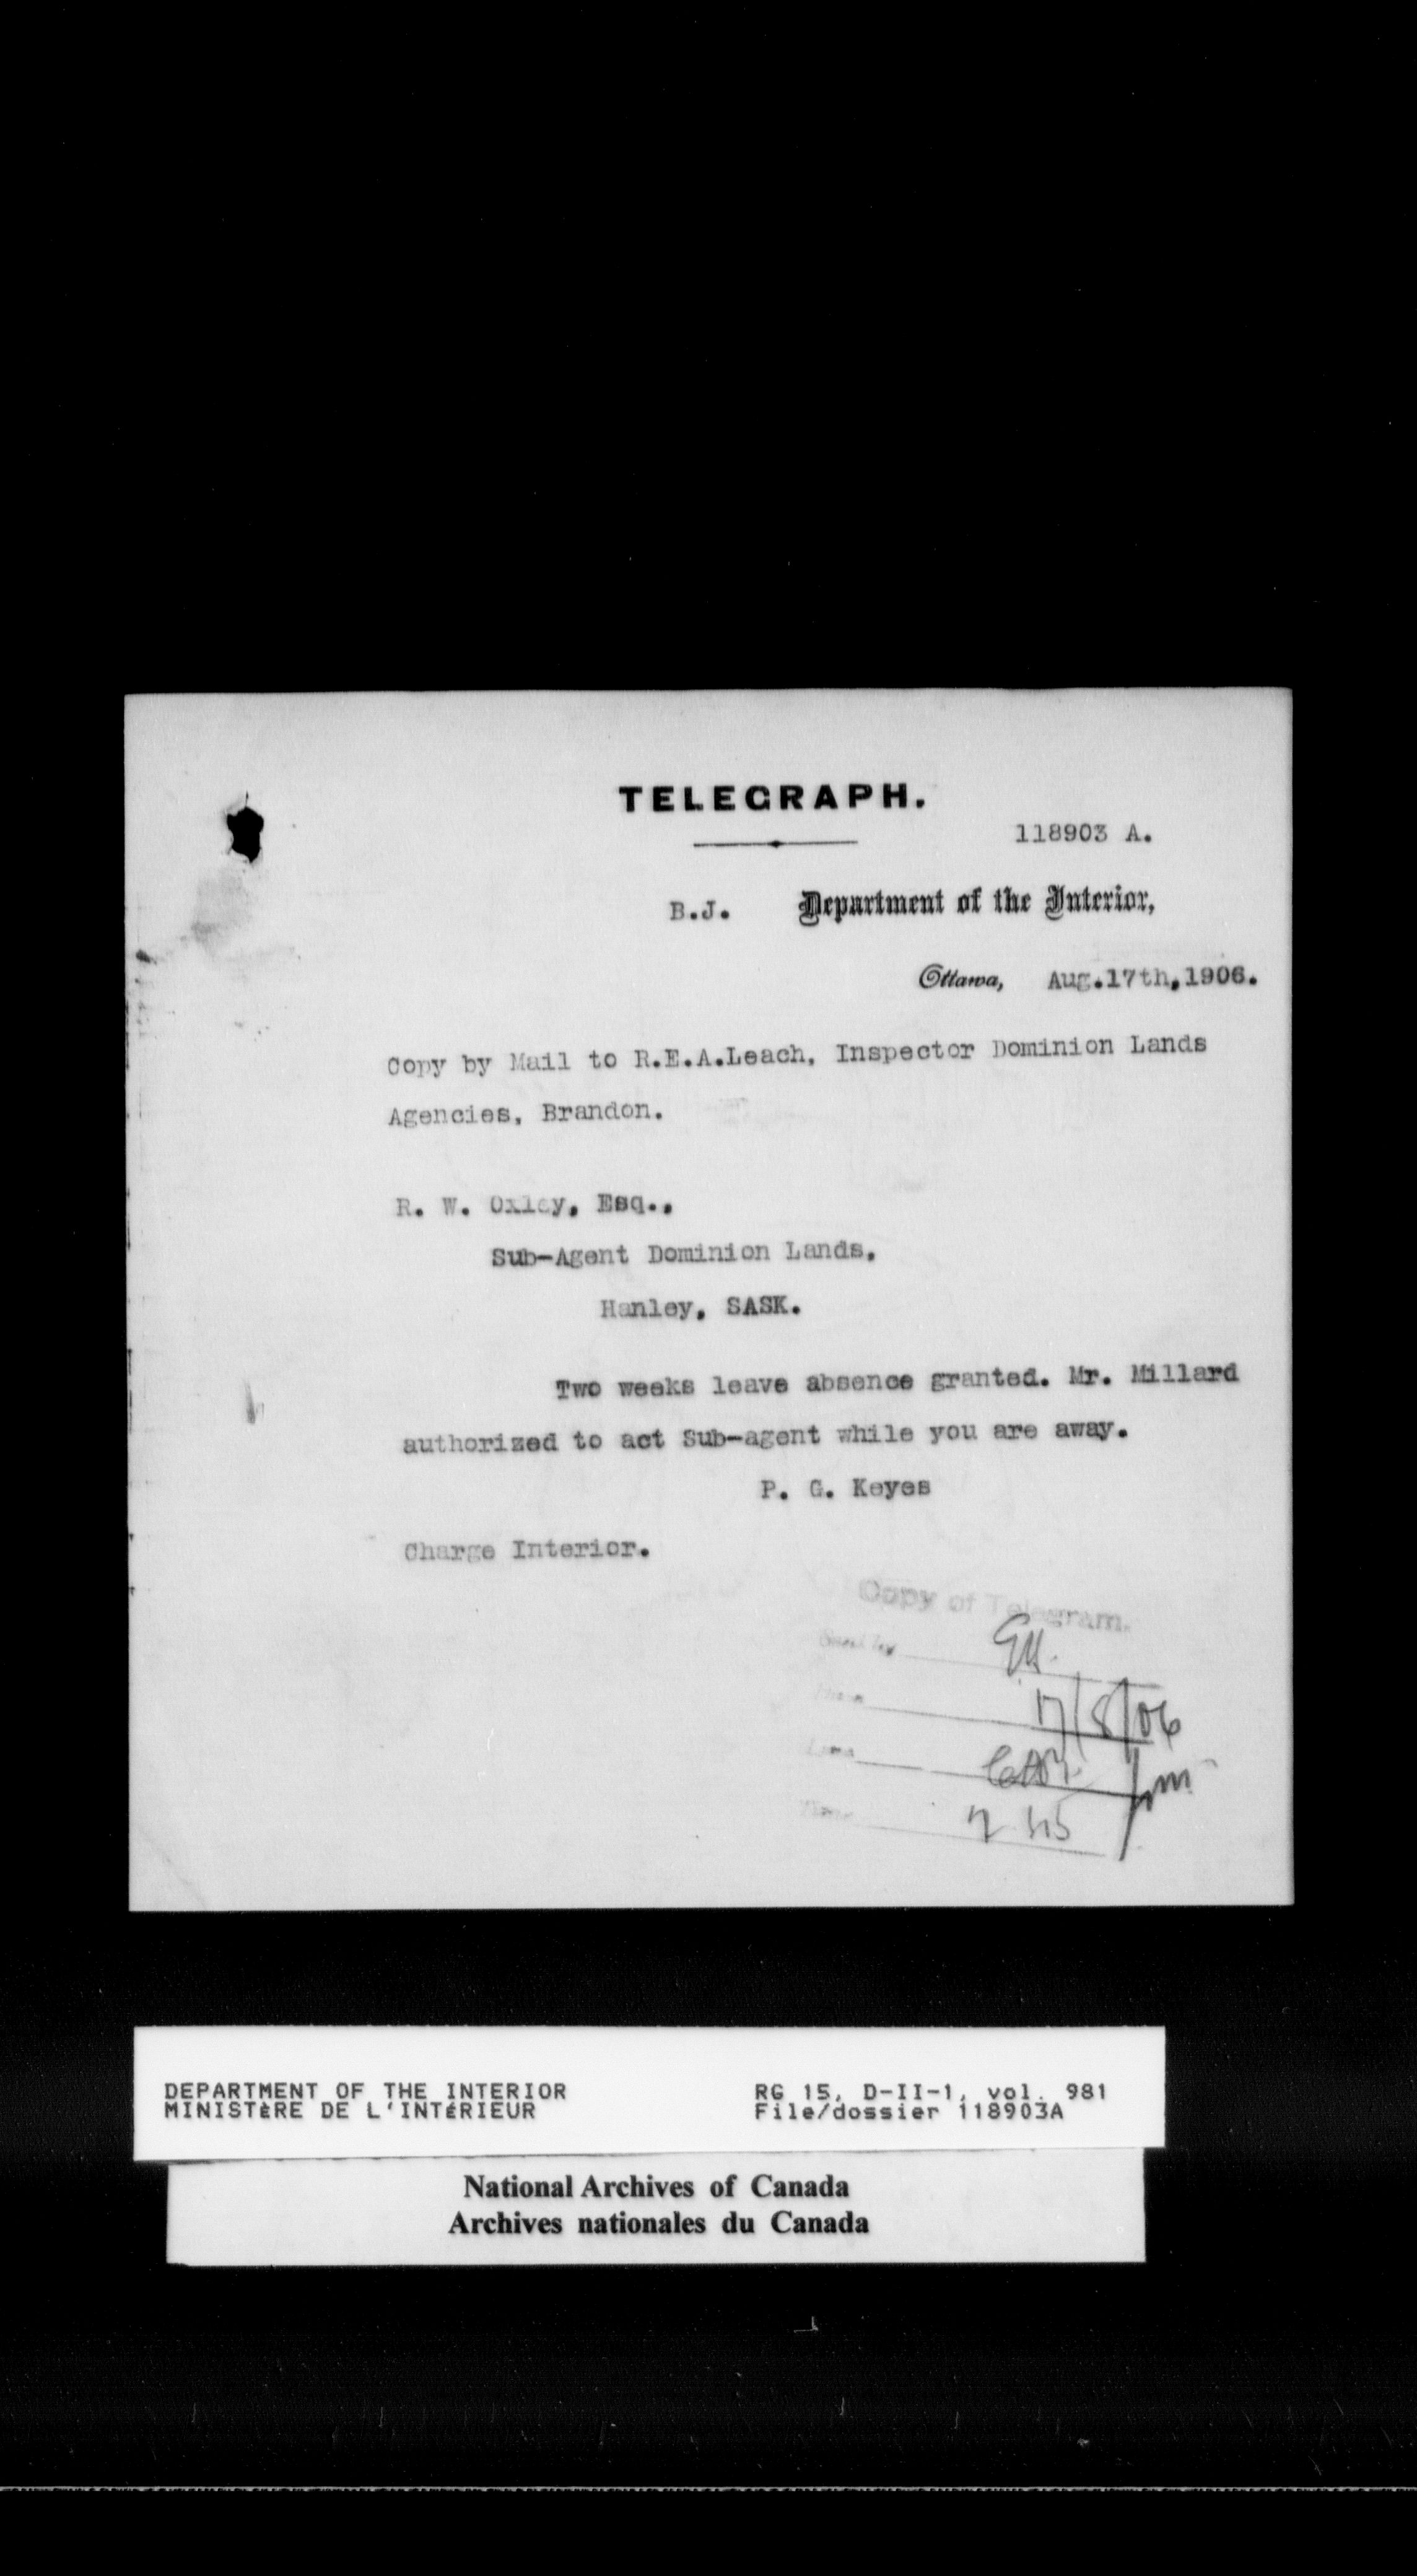 TELEGRAPH.
118903 A.
B.J. Department of the Interior,
Ottawa, Aug.17th,1906.
Copy by Mail to R.E.A.Leach, Inspector Dominion Lands
Agencies, Brandon.
R. W. Oxley, Esq.,
Sub-Agent Dominion Lands,
Hanley, SASK.
Two weeks leave absence granted. Mr. Millard
authorized to act Sub-agent while you are away.
P. G. Keyes
Charge Interior.
Copy of Telegram.
17/8/06
Time
DEPARTMENT OF THE INTERIOR
MINISTÈRE DE L'INTÉRIEUR
RG 15, D-II-1, vol. 981
File/dossier 118903A
National Archives of Canada
Archives nationales du Canada